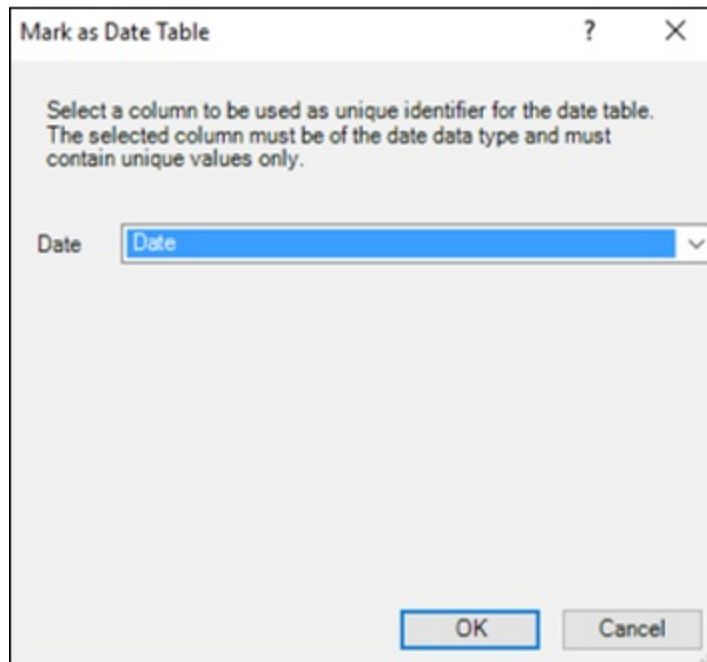 Mark as Date Table ?
Select a column to be used as unique identifier for the date table.
The selected column must be of the date data type and must
contain unique values only.
Date Date
OK Cancel